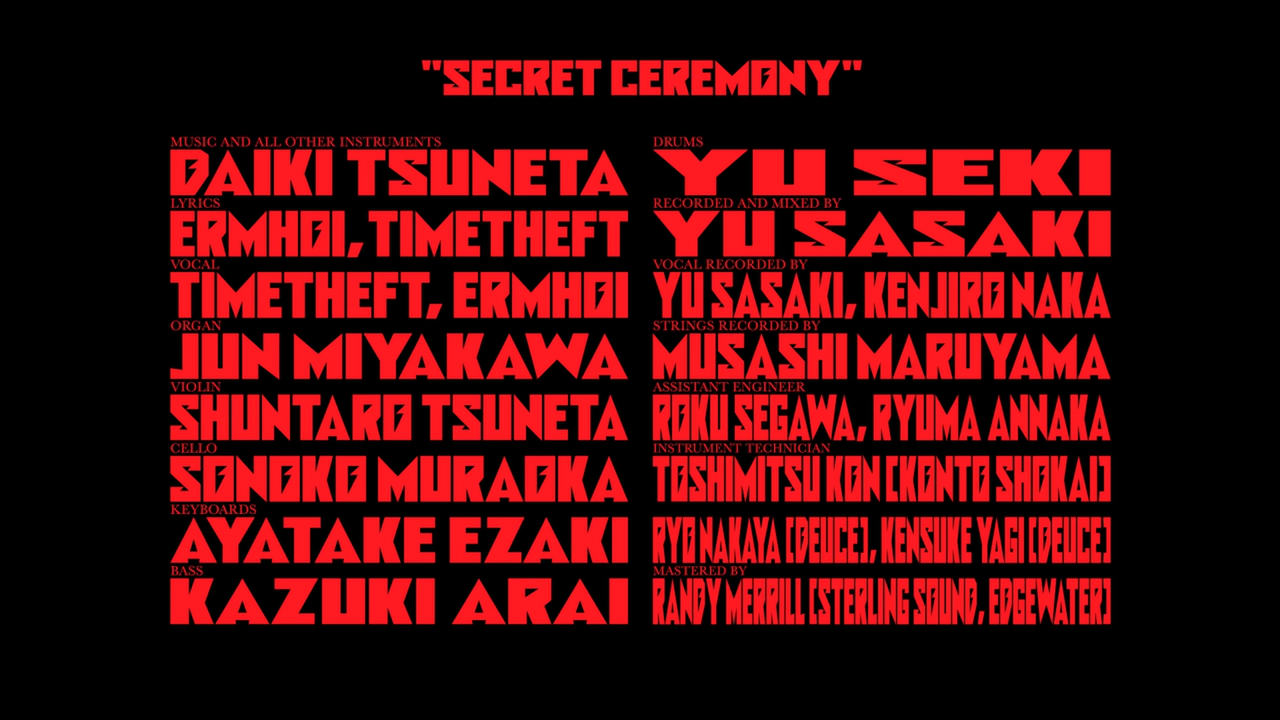 "SECRET CEREMONY"
MUSIC AND ALL OTHER INSTRUMENTS
DAIKI TSUNETA
LYRICS
ERMHOI, TIMETHEFT
VOCAL
TIMETHEFT, ERMHOI
ORGAN
JUN MIYAKAWA
VIOLIN
SHUNTARO TSUNETA
CELLO
SONOKO MURAOKA
KEYBOARDS
AYATAKE EZAKI
BASS
KAZUKI ARAI
DRUMS
YU SEKI
RECORDED AND MIXED BY
YU SASAKI
VOCAL RECORDED BY
YU SASAKI, KENJIRO NAKA
STRINGS RECORDED BY
MUSASHI MARUYAMA
ASSISTANT ENGINEER
ROKU SEGAWA, RYUMA ANNAKA
INSTRUMENT TECHNICIAN
TOSHIMITSU KON [KONTO SHOKAI]
RYO NAKAYA [DEUCE], KENSUKE YAGI [DEUCE]
MASTERED BY
RANDY MERRILL [STERLING SOUND, EDGEWATER]